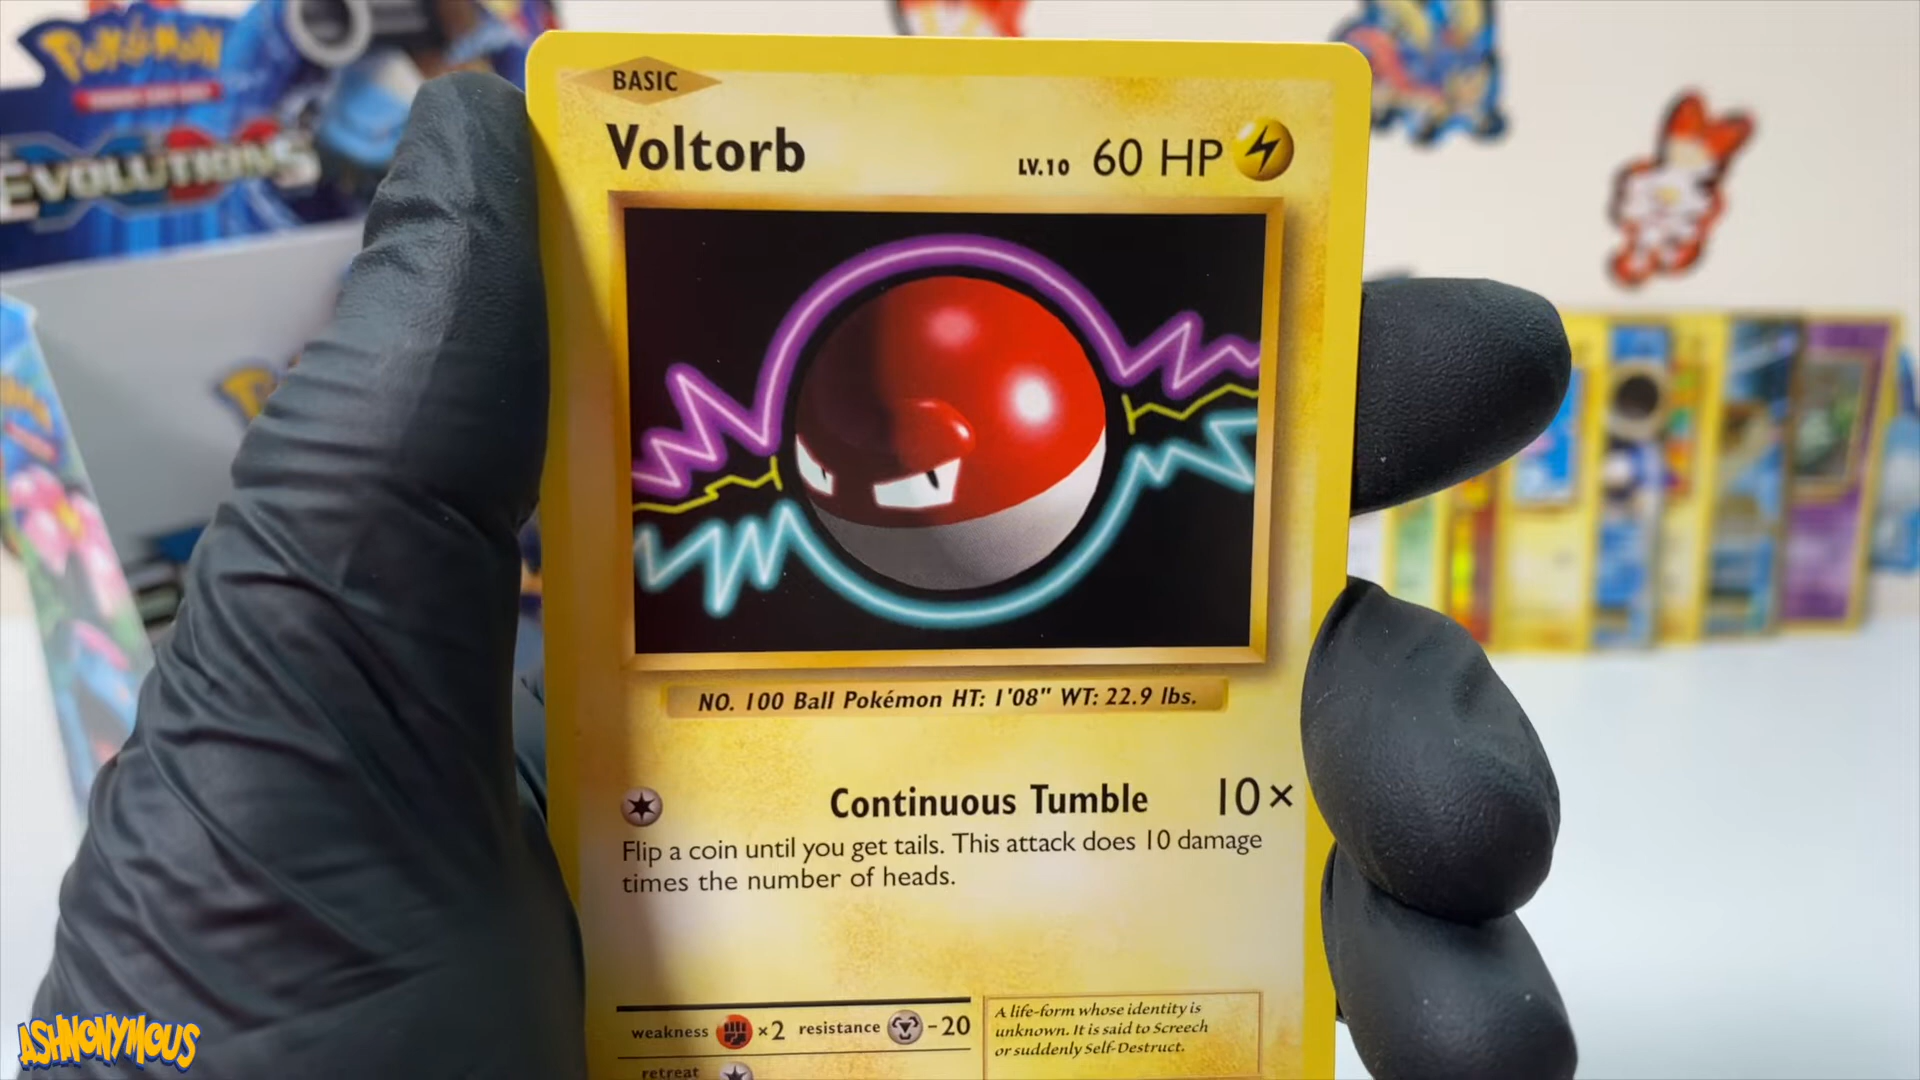 Pokémon
EVOLUTIONS
BASIC
Voltorb
LV.10 60 HP
NO. 100 Ball Pokémon HT: 1'08" WT: 22.9 lbs.
Continuous Tumble 10×
Flip a coin until you get tails. This attack does 10 damage
times the number of heads.
weakness ×2 resistance -20
retreat
A life-form whose identity is
unknown. It is said to Screech
or suddenly Self-Destruct.
ASHNONYMOUS